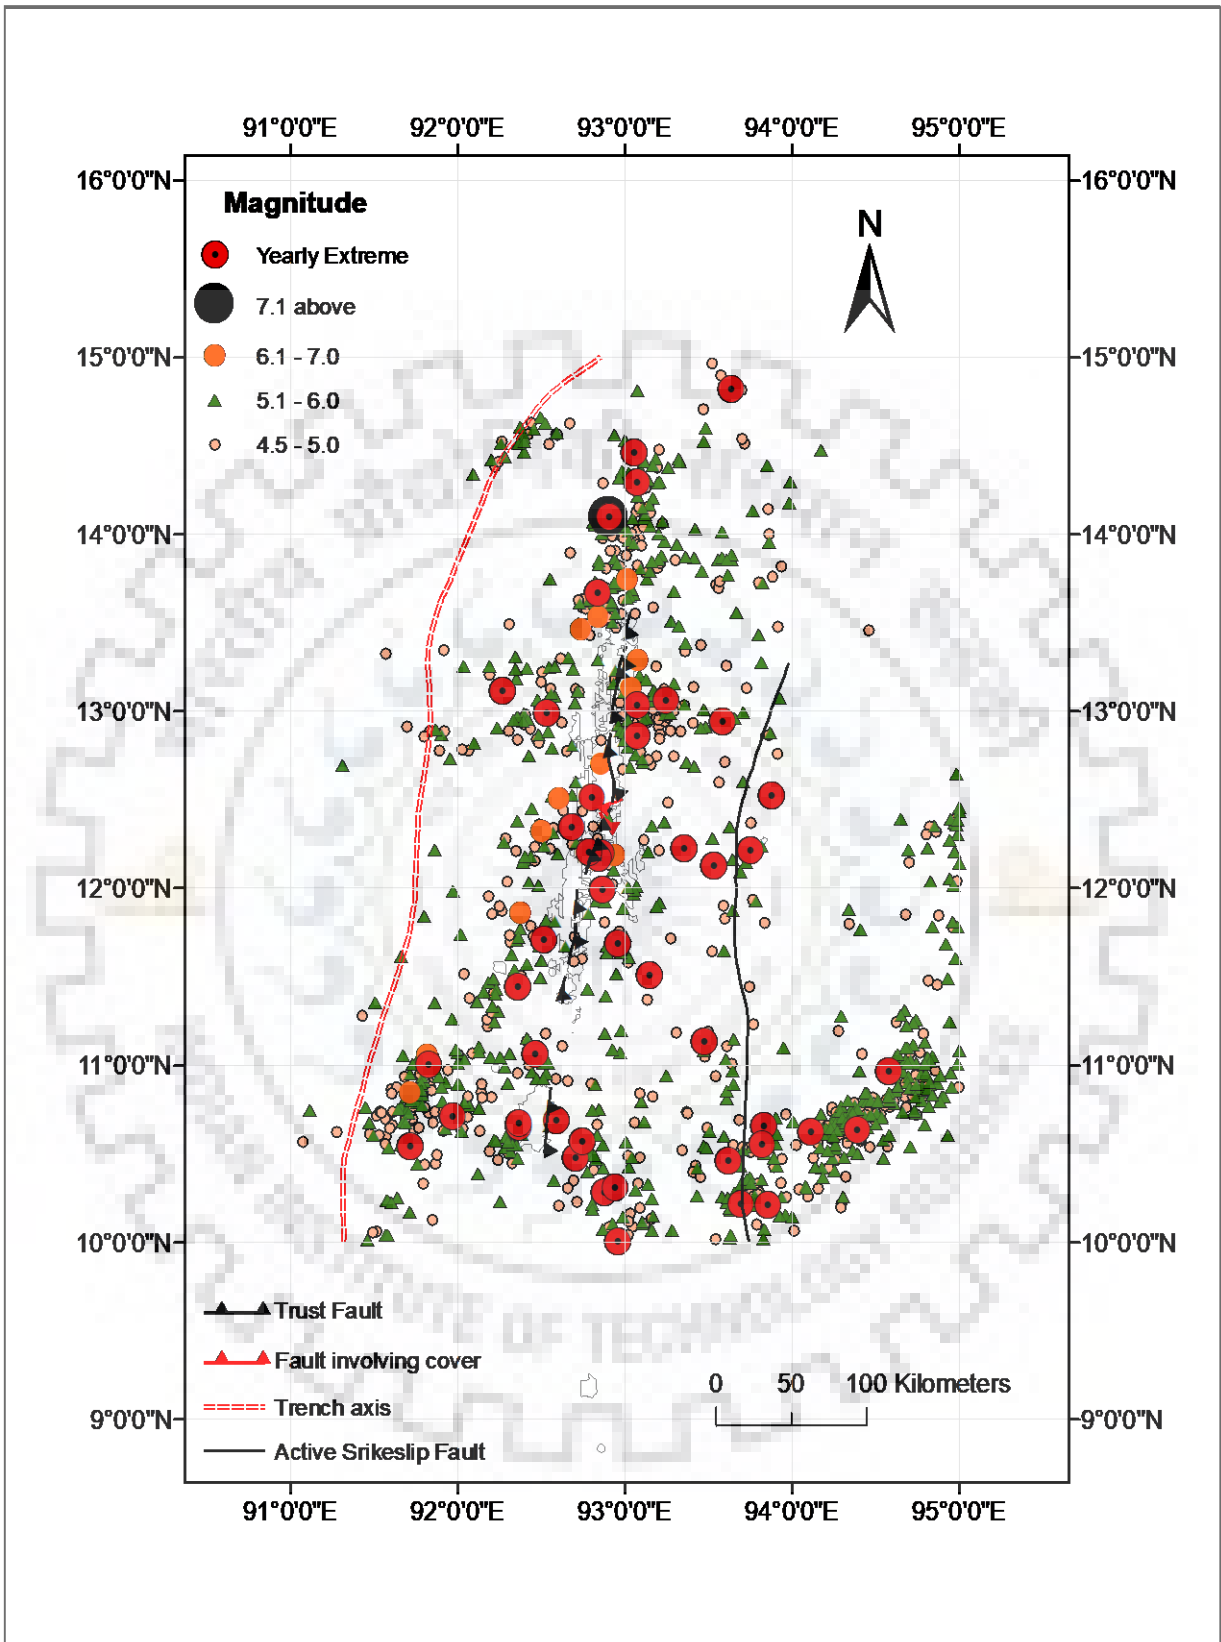 91°0'0"E 92°0'0"E 93°0'0"E 94°0'0"E 95°0'0"E
16°0'0"N 16°0'0"N
Magnitude
N
Yearly Extreme
7.1 above
6.1 - 7.0
15°0'0"N 15°0'0"N
5.1 - 6.0
4.5 - 5.0
14°0'0"N 14°0'0"N
13°0'0"N 13°0'0"N
12°0'0"N 12°0'0"N
11°0'0"N 11°0'0"N
10°0'0"N 10°0'0"N
Trust Fault
Fault involving cover
0 50 100 Kilometers
Trench axis
9°0'0"N 9°0'0"N
Active Srikeslip Fault
91°0'0"E 92°0'0"E 93°0'0"E 94°0'0"E 95°0'0"E
OF TECHNOLOGY